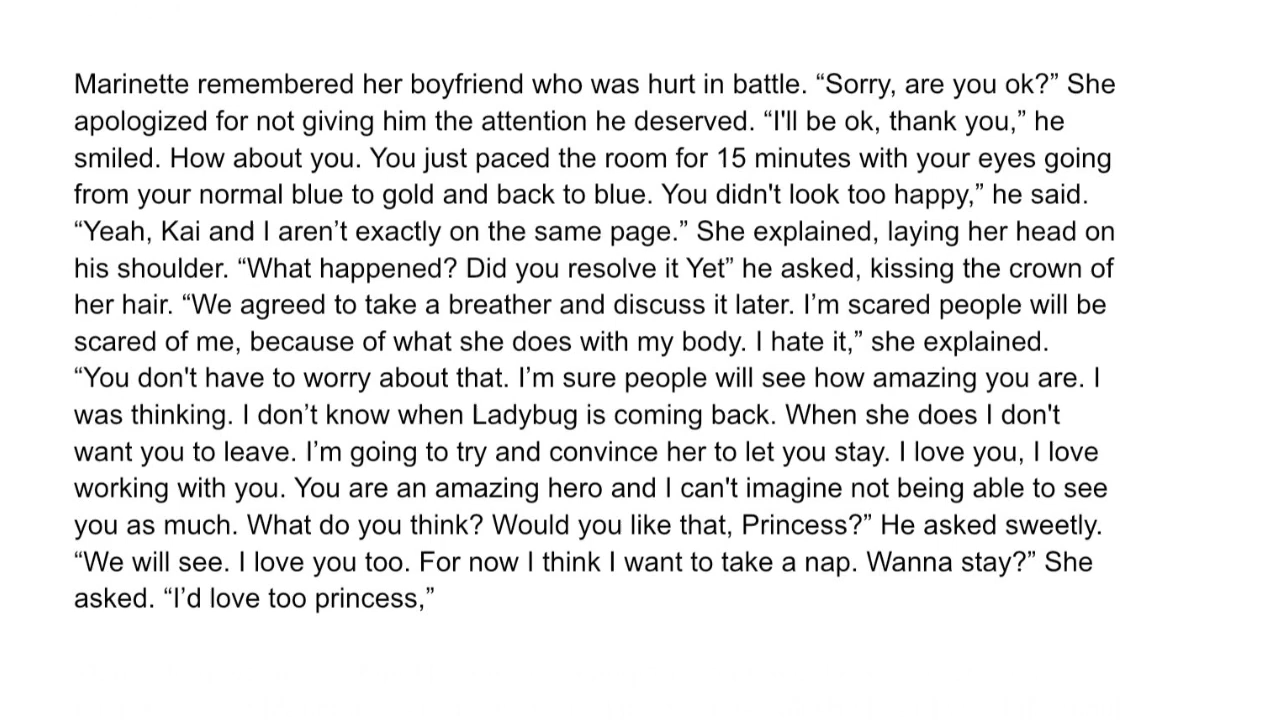 Marinette remembered her boyfriend who was hurt in battle. “Sorry, are you ok?” She
apologized for not giving him the attention he deserved. “I'll be ok, thank you,” he
smiled. How about you. You just paced the room for 15 minutes with your eyes going
from your normal blue to gold and back to blue. You didn't look too happy,” he said.
“Yeah, Kai and I aren’t exactly on the same page.” She explained, laying her head on
his shoulder. “What happened? Did you resolve it Yet” he asked, kissing the crown of
her hair. “We agreed to take a breather and discuss it later. I’m scared people will be
scared of me, because of what she does with my body. I hate it,” she explained.
“You don't have to worry about that. I’m sure people will see how amazing you are. I
was thinking. I don’t know when Ladybug is coming back. When she does I don't
want you to leave. I’m going to try and convince her to let you stay. I love you, I love
working with you. You are an amazing hero and I can't imagine not being able to see
you as much. What do you think? Would you like that, Princess?” He asked sweetly.
“We will see. I love you too. For now I think I want to take a nap. Wanna stay?” She
asked. “I’d love too princess,”